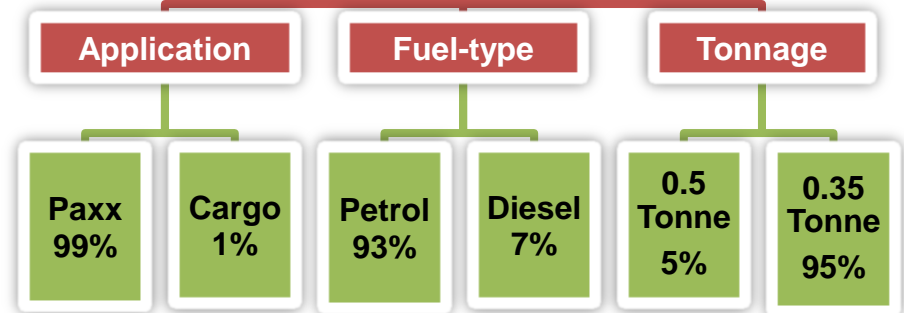 Application
Fuel-type
Tonnage
Paxx
99%
Cargo
1%
Petrol
93%
Diesel
7%
0.5
Tonne
5%
0.35
Tonne
95%